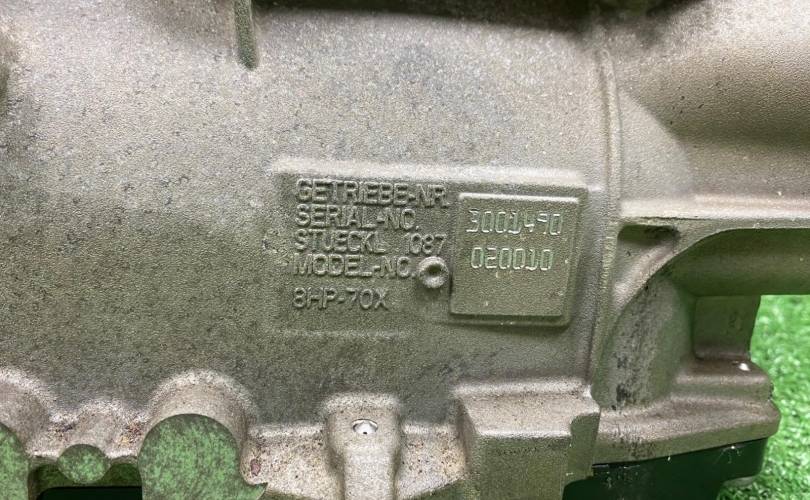 GETRIEBE-NR.
SERIAL-NO. 3001490
STUECKL. 1087
MODEL-NO. 020010
8HP-70X